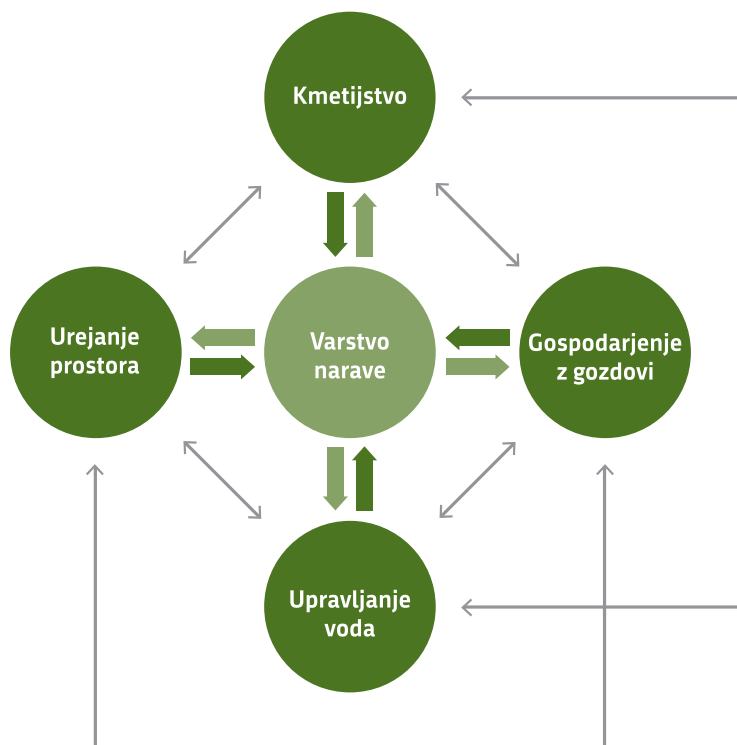 Kmetijstvo
Urejanje
prostora
Varstvo
narave
Gospodarjenje
z gozdovi
Upravljanje
voda